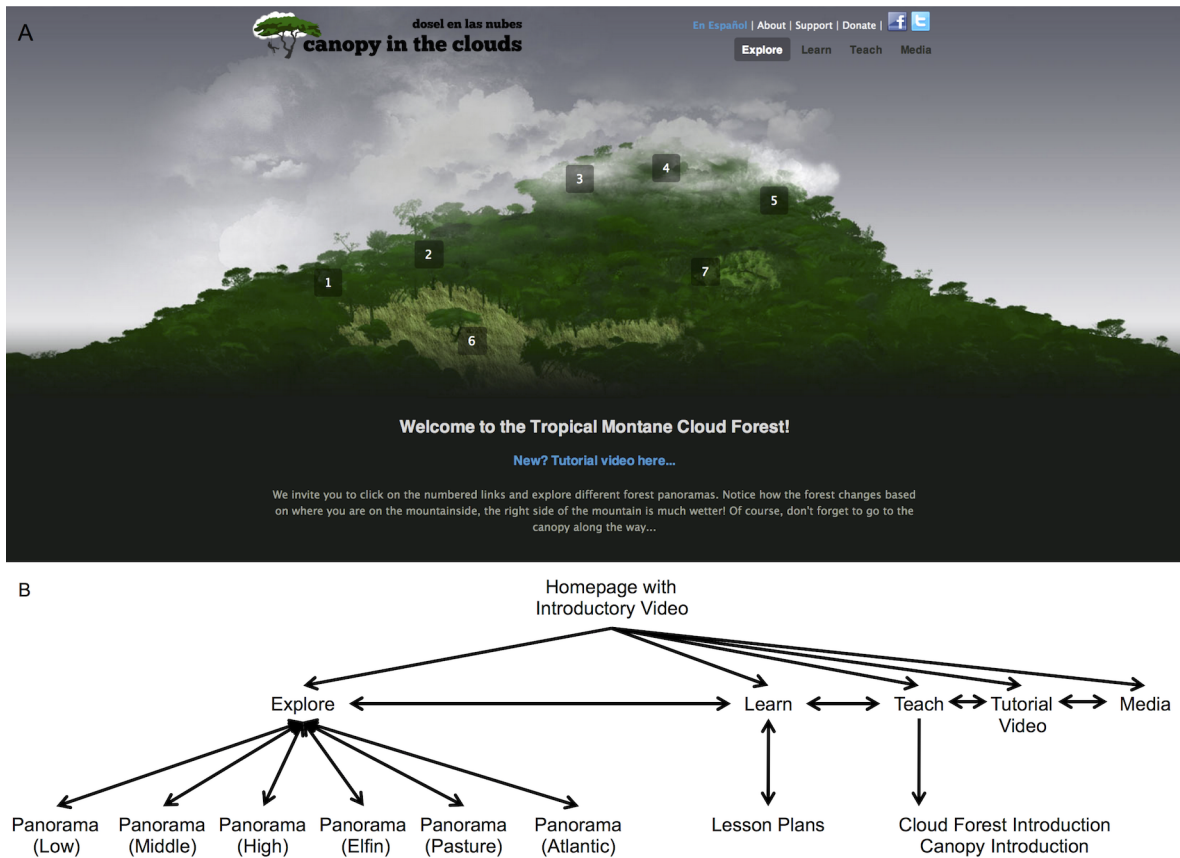 A
dosel en las nubes
canopy in the clouds
En Español | About | Support | Donate |
Explore Learn Teach Media
1
2
3
4
5
6
7
Welcome to the Tropical Montane Cloud Forest!
New? Tutorial video here...
We invite you to click on the numbered links and explore different forest panoramas. Notice how the forest changes based
on where you are on the mountainside, the right side of the mountain is much wetter! Of course, don't forget to go to the
canopy along the way...
B
Homepage with
Introductory Video
Explore
Learn
Teach
Tutorial
Video
Media
Panorama
(Low)
Panorama
(Middle)
Panorama
(High)
Panorama
(Elfin)
Panorama
(Pasture)
Panorama
(Atlantic)
Lesson Plans
Cloud Forest Introduction
Canopy Introduction